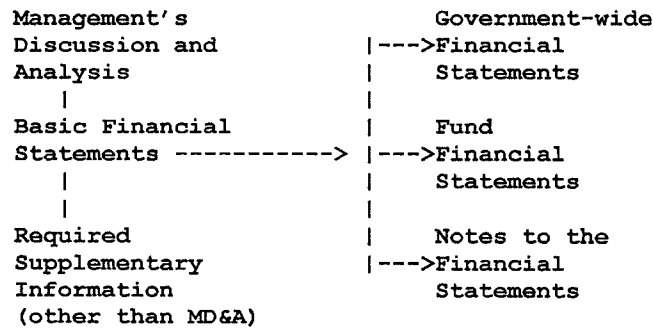 Management's
Discussion and
Analysis
Basic Financial
Statements ----------->
Required
Supplementary
Information
(other than MD&A)
Government-wide
|--->Financial
Statements
Fund
|--->Financial
Statements
Notes to the
|--->Financial
Statements